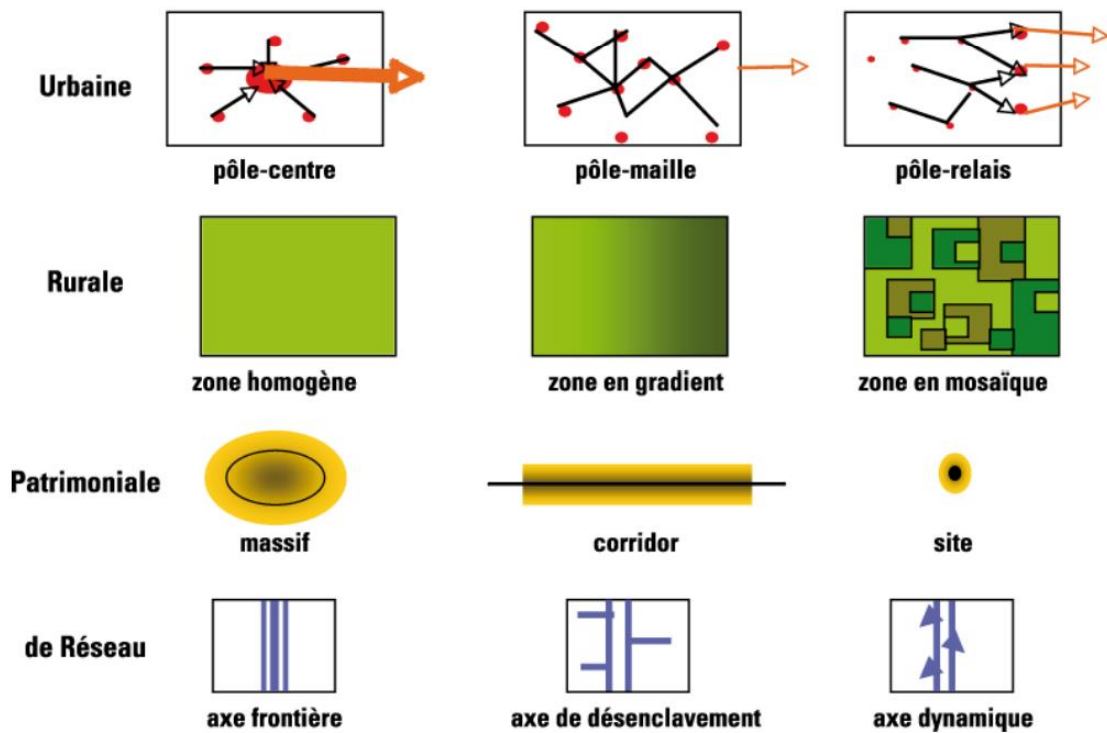 Urbaine
pôle-centre
pôle-maille
pôle-relais
Rurale
zone homogène
zone en gradient
zone en mosaïque
Patrimoniale
massif
corridor
site
de Réseau
axe frontière
axe de désenclavement
axe dynamique